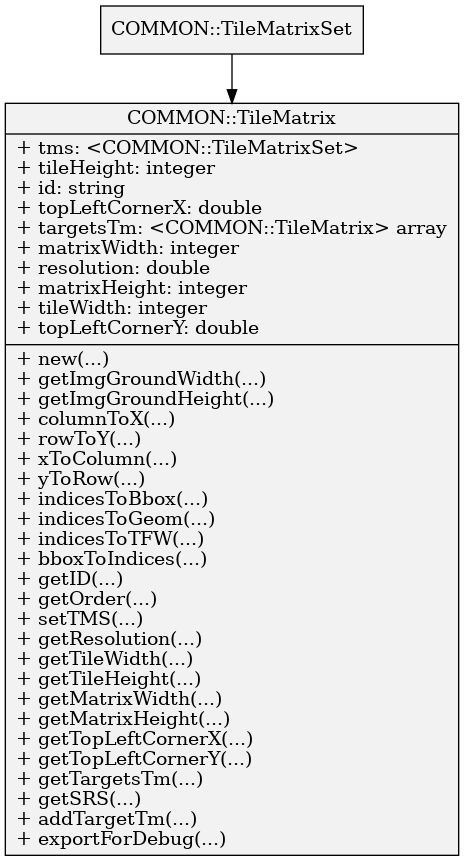 COMMON::TileMatrixSet
COMMON::TileMatrix
+ tms: <COMMON::TileMatrixSet>
+ tileHeight: integer
+ id: string
+ topLeftCornerX: double
+ targetsTm: <COMMON::TileMatrix> array
+ matrixWidth: integer
+ resolution: double
+ matrixHeight: integer
+ tileWidth: integer
+ topLeftCornerY: double
+ new(...)
+ getImgGroundWidth(...)
+ getImgGroundHeight(...)
+ columnToX(...)
+ rowToY(...)
+ xToColumn(...)
+ yToRow(...)
+ indicesToBbox(...)
+ indicesToGeom(...)
+ indicesToTFW(...)
+ bboxToIndices(...)
+ getID(...)
+ getOrder(...)
+ setTMS(...)
+ getResolution(...)
+ getTileWidth(...)
+ getTileHeight(...)
+ getMatrixWidth(...)
+ getMatrixHeight(...)
+ getTopLeftCornerX(...)
+ getTopLeftCornerY(...)
+ getTargetsTm(...)
+ getSRS(...)
+ addTargetTm(...)
+ exportForDebug(...)